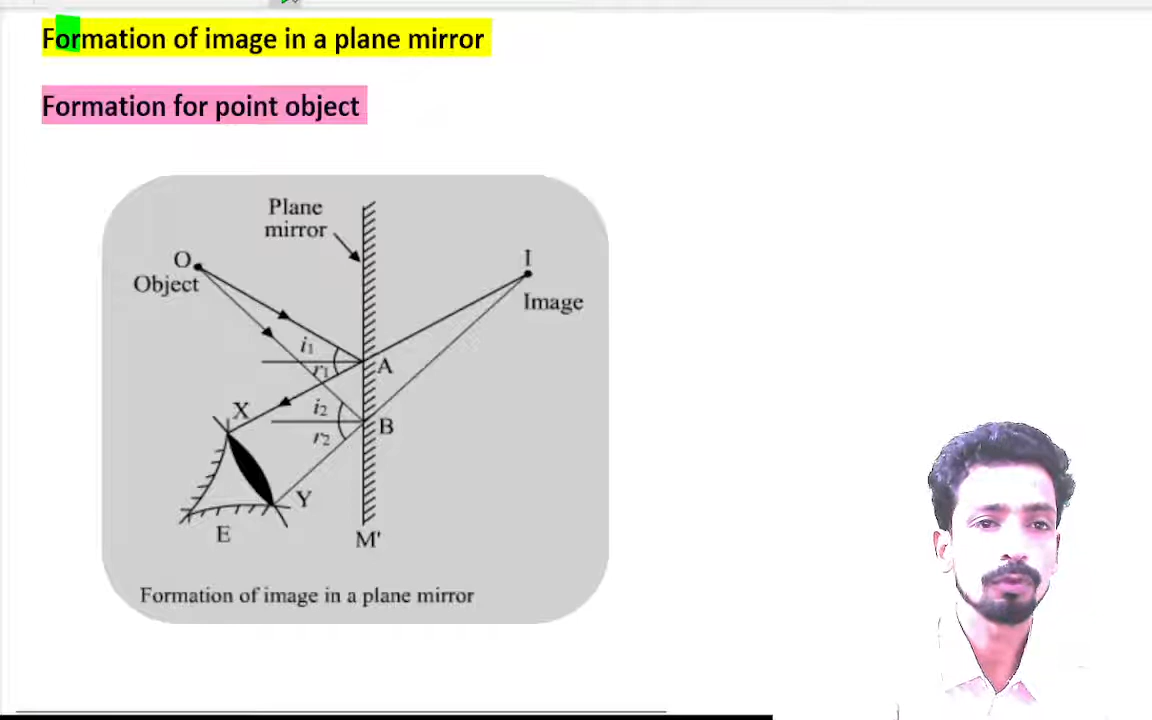 Formation of image in a plane mirror
Formation for point object
Plane
mirror
O
Object
I
Image
i1
r1
A
X
i2
B
r2
Y
E
M'
Formation of image in a plane mirror